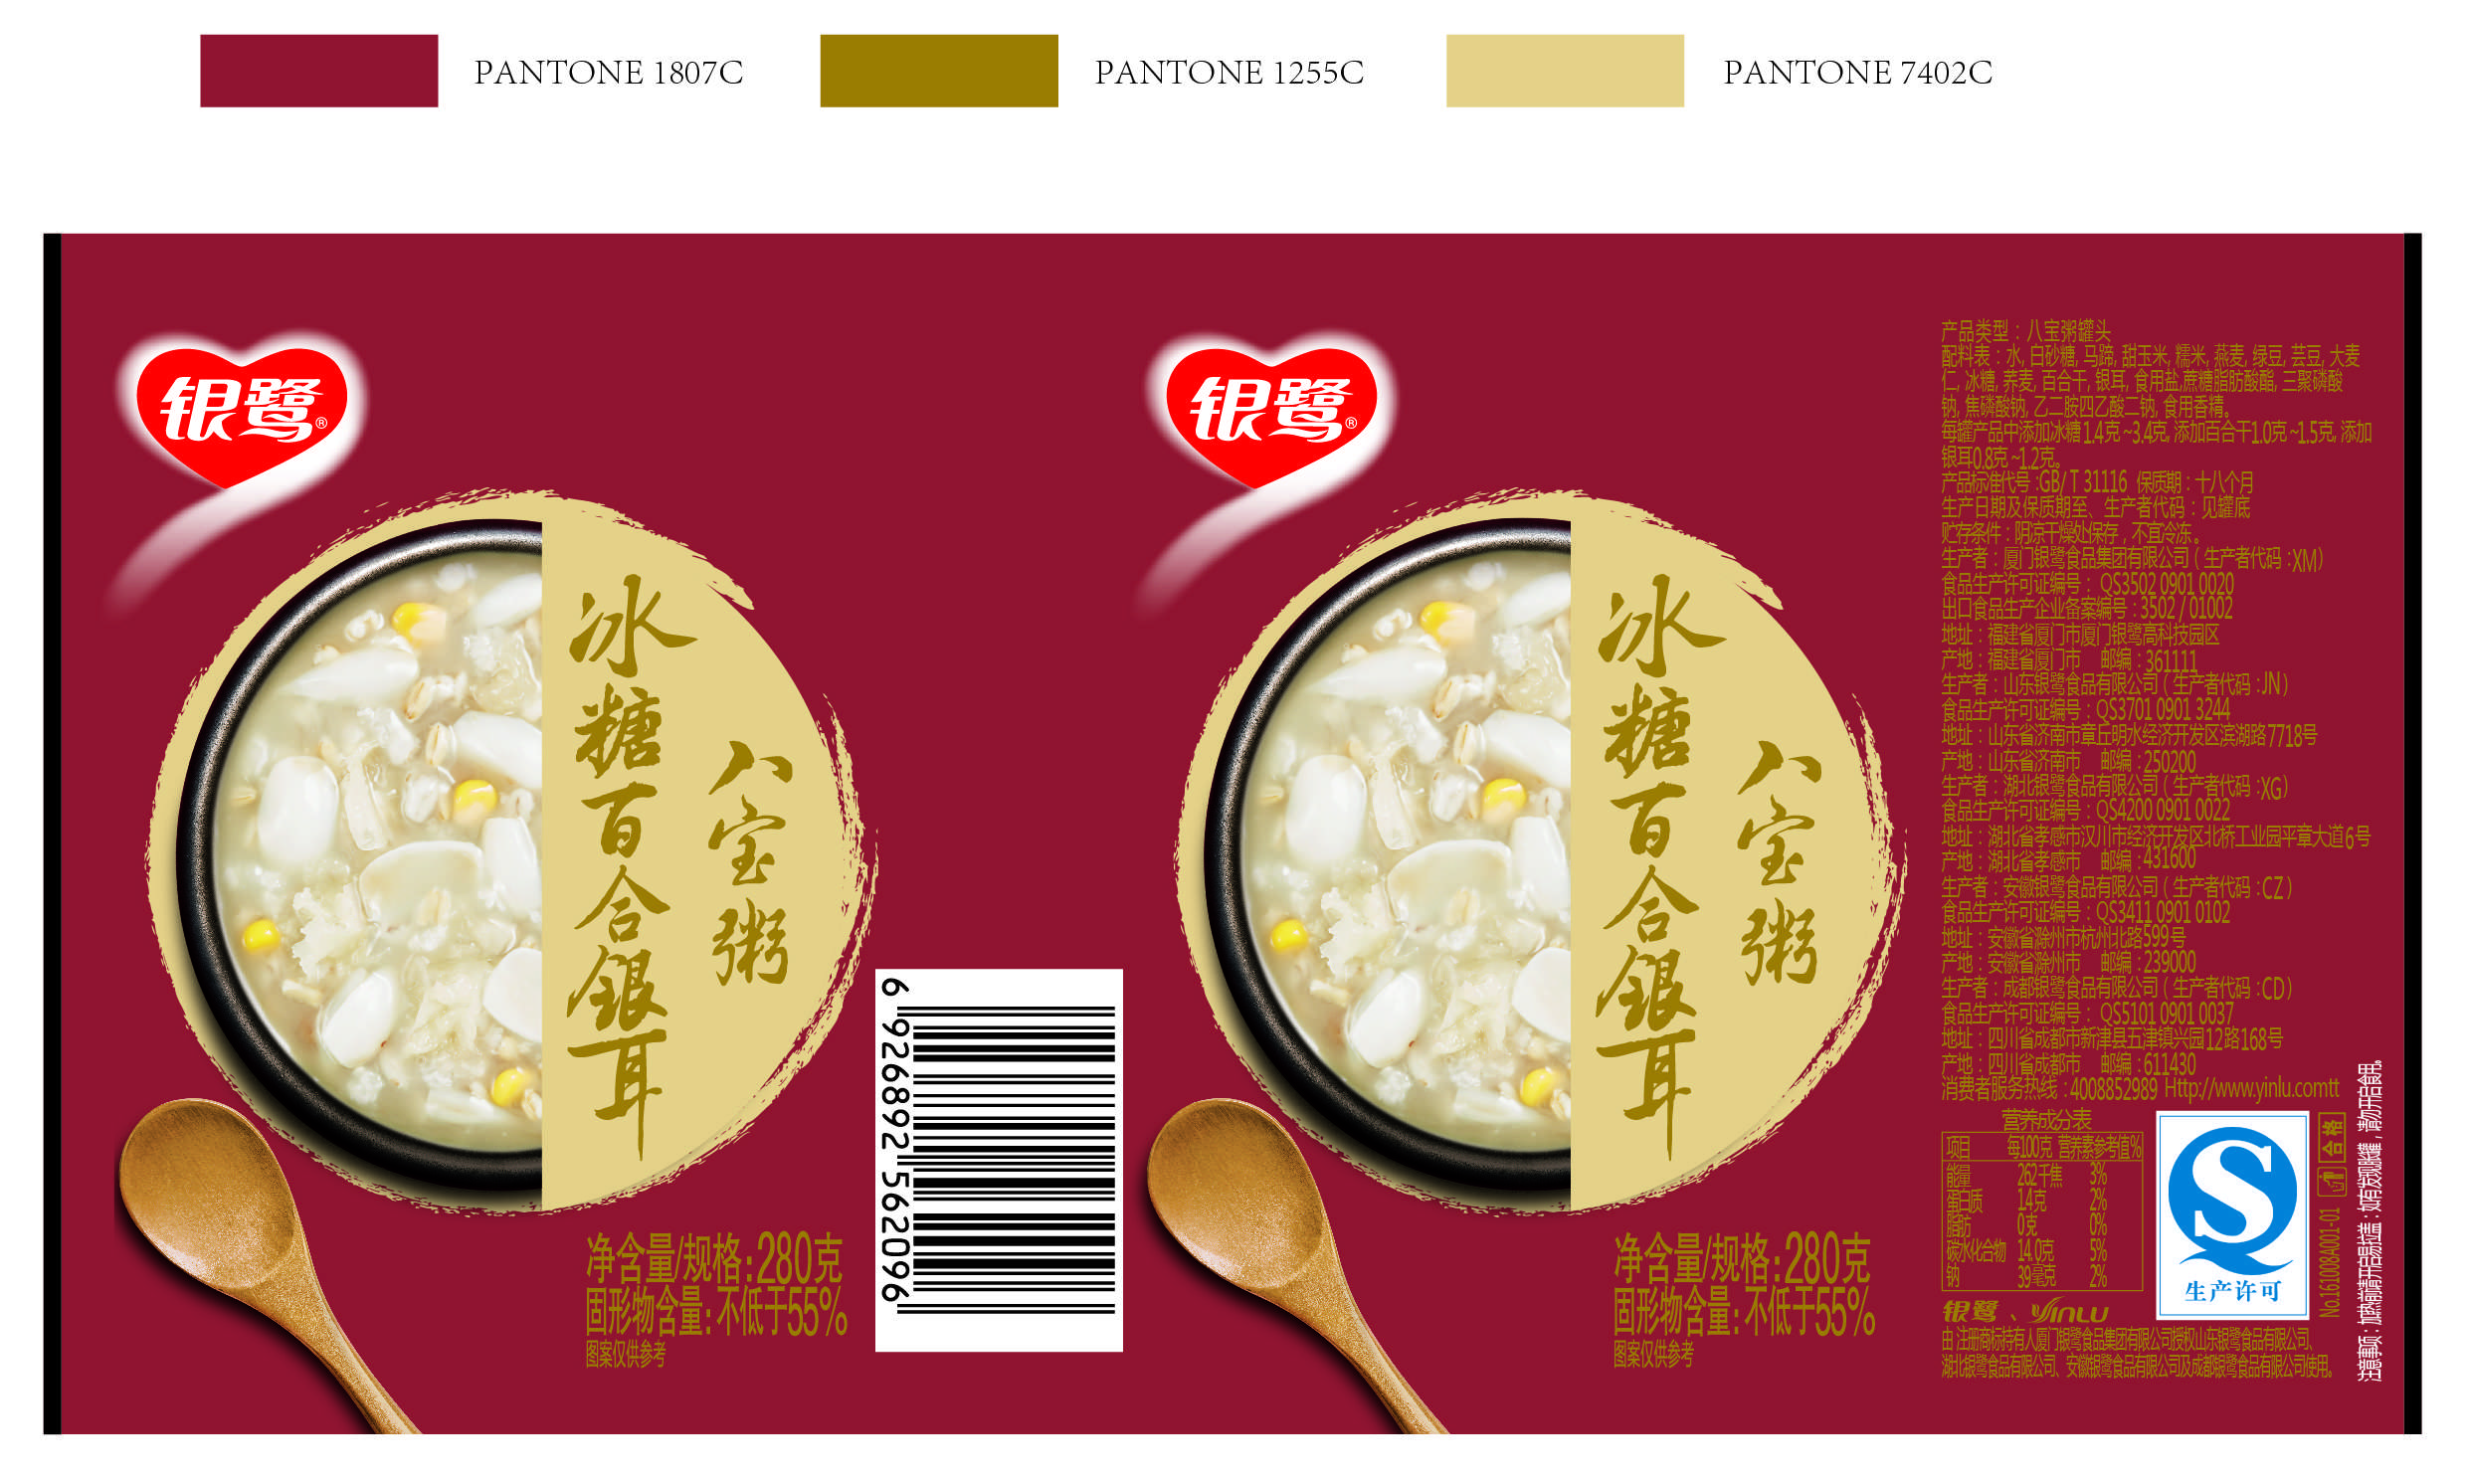 PANTONE 1807C
PANTONE 1255C
PANTONE 7402C
银鹭®
冰糖百合银耳
八宝粥
净含量/规格:280克
固形物含量:不低于55%
图案仅供参考
6 926892 562096
银鹭®
冰糖百合银耳
八宝粥
净含量/规格:280克
固形物含量:不低于55%
图案仅供参考
产品类型：八宝粥罐头
配料表：水, 白砂糖, 马蹄, 甜玉米, 糯米, 燕麦, 绿豆, 芸豆, 大麦
仁, 冰糖, 荞麦, 百合干, 银耳, 食用盐,蔗糖脂肪酸酯, 三聚磷酸
钠, 焦磷酸钠, 乙二胺四乙酸二钠, 食用香精。
每罐产品中添加冰糖1.4克~3.4克, 添加百合干1.0克~1.5克, 添加
银耳0.8克~1.2克。
产品标准代号:GB/T 31116 保质期：十八个月
生产日期及保质期至、生产者代码：见罐底
贮存条件：阴凉干燥处保存，不宜冷冻。
生产者：厦门银鹭食品集团有限公司（生产者代码:XM）
食品生产许可证编号：QS3502 0901 0020
出口食品生产企业备案编号:3502/01002
地址：福建省厦门市厦门银鹭高科技园区
产地：福建省厦门市 邮编:361111
生产者：山东银鹭食品有限公司（生产者代码:JN）
食品生产许可证编号：QS3701 0901 3244
地址：山东省济南市章丘明水经济开发区滨湖路7718号
产地：山东省济南市 邮编:250200
生产者：湖北银鹭食品有限公司（生产者代码:XG）
食品生产许可证编号：QS4200 0901 0022
地址：湖北省孝感市汉川市经济开发区北桥工业园平章大道6号
产地：湖北省孝感市 邮编:431600
生产者：安徽银鹭食品有限公司（生产者代码:CZ）
食品生产许可证编号：QS3411 0901 0102
地址：安徽省滁州市杭州北路599号
产地：安徽省滁州市 邮编:239000
生产者：成都银鹭食品有限公司（生产者代码:CD）
食品生产许可证编号：QS5101 0901 0037
地址：四川省成都市新津县五津镇兴园12路168号
产地：四川省成都市 邮编:611430
消费者服务热线:4008852989 Http://www.yinlu.comtt
营养成分表
项目 每100克 营养素参考值%
能量 262千焦 3%
蛋白质 1.4克 2%
脂肪 0克 0%
碳水化合物 14.0克 5%
钠 39毫克 2%
生产许可
合格
No.161008A001-01
银鹭、YINLU
由注册商标持有人厦门银鹭食品集团有限公司授权山东银鹭食品有限公司、
湖北银鹭食品有限公司、安徽银鹭食品有限公司及成都银鹭食品有限公司使用。
注意事项：加热前请开启易拉盖；如有发现胀罐，请勿开启食用。